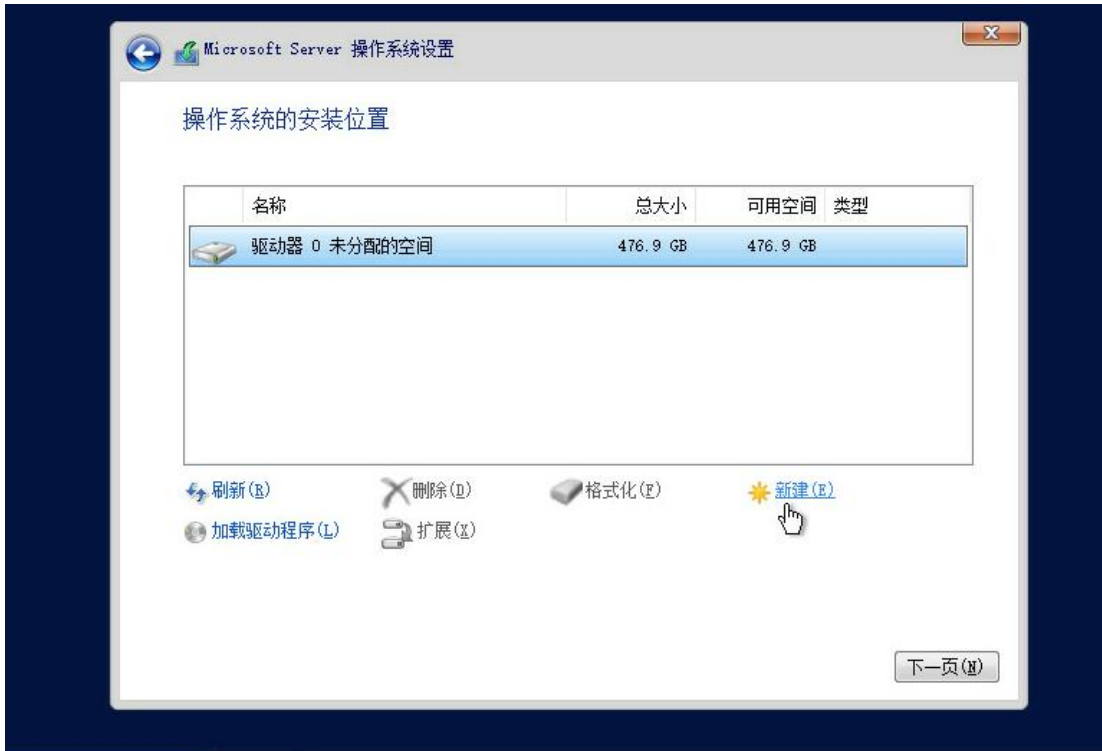 Microsoft Server 操作系统设置
操作系统的安装位置
名称 总大小 可用空间 类型
驱动器 0 未分配的空间 476.9 GB 476.9 GB
刷新(R) 删除(D) 格式化(F) 新建(E)
加载驱动程序(L) 扩展(X)
下一页(N)